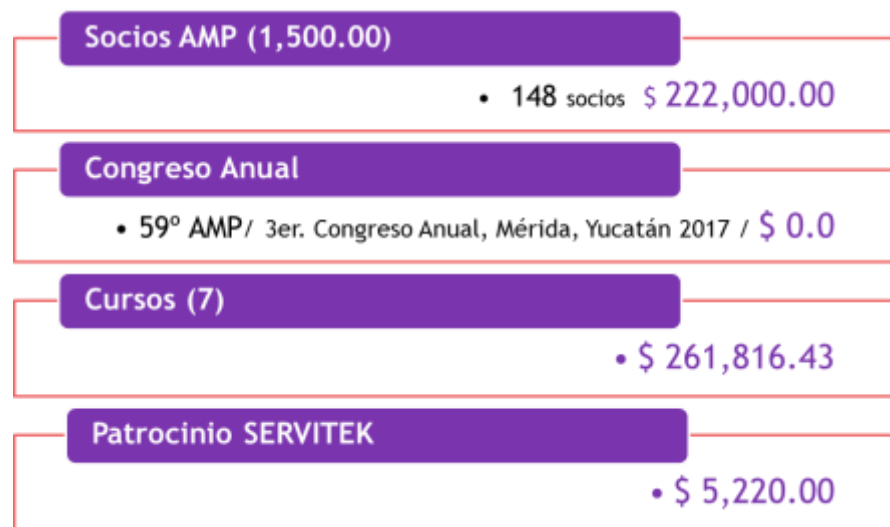 Socios AMP (1,500.00)
• 148 socios $ 222,000.00
Congreso Anual
• 59º AMP/ 3er. Congreso Anual, Mérida, Yucatán 2017 / $ 0.0
Cursos (7)
• $ 261,816.43
Patrocinio SERVITEK
• $ 5,220.00